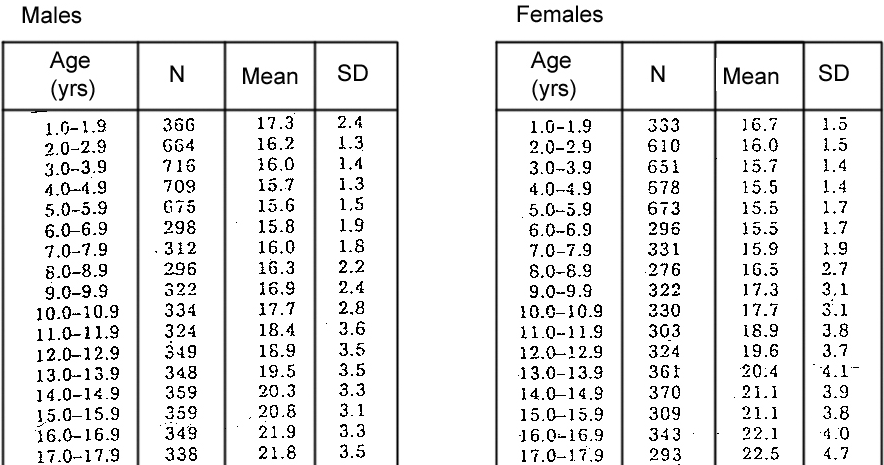 Males
Age (yrs) N Mean SD
1.0-1.9 366 17.3 2.4
2.0-2.9 664 16.2 1.3
3.0-3.9 716 16.0 1.4
4.0-4.9 709 15.7 1.3
5.0-5.9 675 15.6 1.5
6.0-6.9 298 15.8 1.9
7.0-7.9 312 16.0 1.8
8.0-8.9 296 16.3 2.2
9.0-9.9 322 16.9 2.4
10.0-10.9 334 17.7 2.8
11.0-11.9 324 18.4 3.6
12.0-12.9 349 18.9 3.5
13.0-13.9 348 19.5 3.5
14.0-14.9 359 20.3 3.3
15.0-15.9 359 20.8 3.1
16.0-16.9 349 21.9 3.3
17.0-17.9 338 21.8 3.5
Females
Age (yrs) N Mean SD
1.0-1.9 333 16.7 1.5
2.0-2.9 610 16.0 1.5
3.0-3.9 651 15.7 1.4
4.0-4.9 678 15.5 1.4
5.0-5.9 673 15.5 1.7
6.0-6.9 296 15.5 1.7
7.0-7.9 331 15.9 1.9
8.0-8.9 276 16.5 2.7
9.0-9.9 322 17.3 3.1
10.0-10.9 330 17.7 3.1
11.0-11.9 303 18.9 3.8
12.0-12.9 324 19.6 3.7
13.0-13.9 361 20.4 4.1
14.0-14.9 370 21.1 3.9
15.0-15.9 309 21.1 3.8
16.0-16.9 343 22.1 4.0
17.0-17.9 293 22.5 4.7